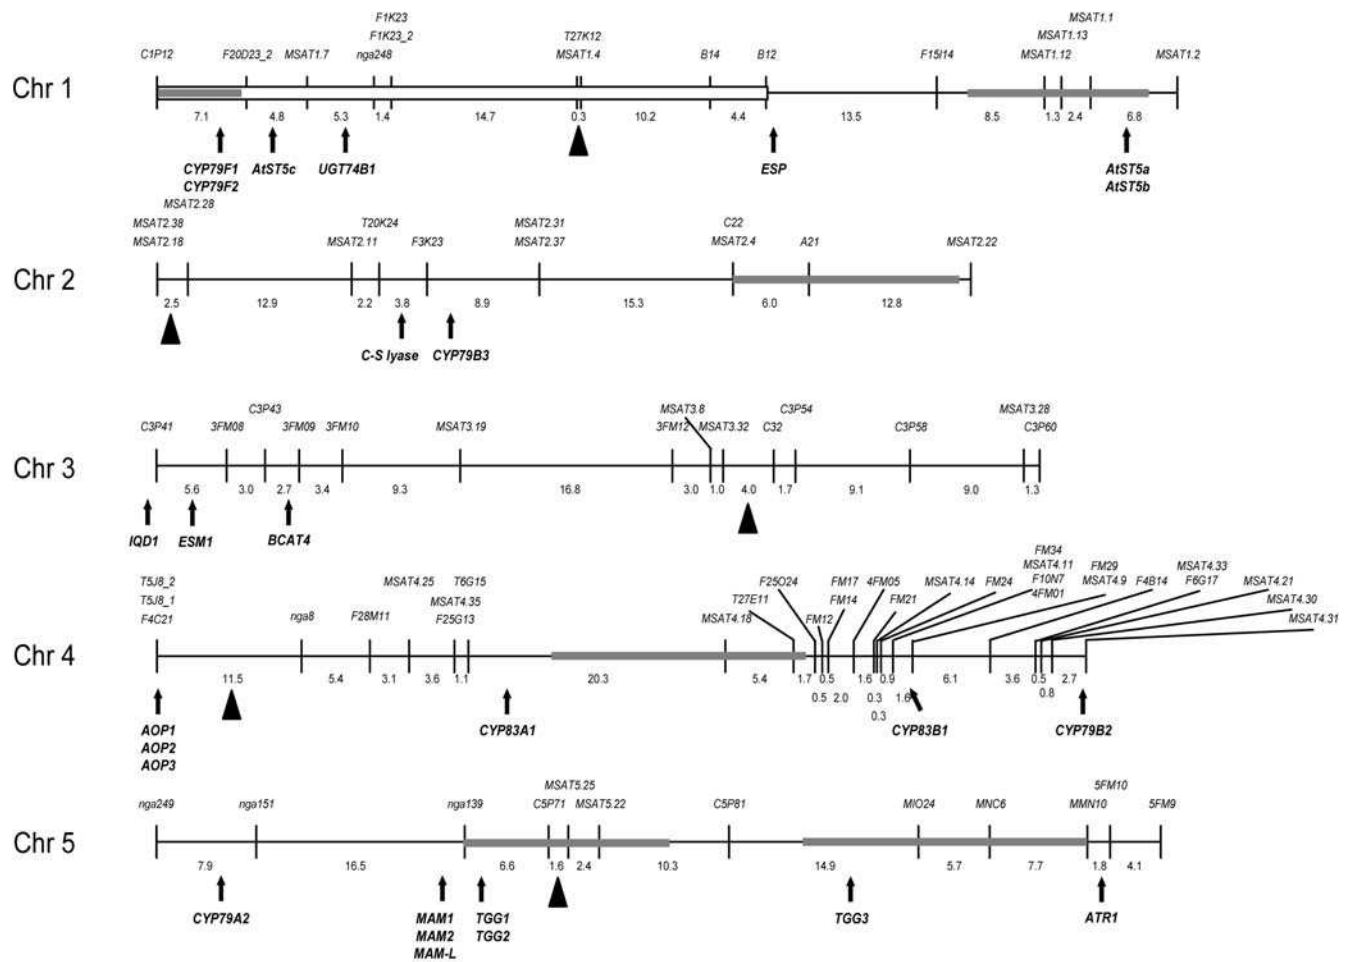 F1K23
MSAT1.1
F1K23_2
T27K12
MSAT1.13
C1P12 F20D23_2 MSAT1.7 nga248 MSAT1.4 B14 B12 F15I14 MSAT1.12 MSAT1.2
Chr 1
7.1 4.8 5.3 1.4 14.7 0.3 10.2 4.4 13.5 8.5 1.3 2.4 6.8
CYP79F1 AtST5c UGT74B1 ESP AtST5a
CYP79F2 AtST5b
MSAT2.28
MSAT2.38 T20K24 MSAT2.31 C22
MSAT2.18 MSAT2.11 F3K23 MSAT2.37 MSAT2.4 A21 MSAT2.22
Chr 2
2.5 12.9 2.2 3.8 8.9 15.3 6.0 12.8
C-S lyase CYP79B3
C3P43 MSAT3.8 C3P54 MSAT3.28
C3P41 3FM08 3FM09 3FM10 MSAT3.19 3FM12 MSAT3.32 C32 C3P58 C3P60
Chr 3
5.6 3.0 2.7 3.4 9.3 16.8 3.0 1.0 4.0 1.7 9.1 9.0 1.3
IQD1 ESM1 BCAT4
FM34
MSAT4.11 FM29 MSAT4.33
T5J8_2 MSAT4.25 T6G15 F25O24 FM17 4FM05 MSAT4.14 FM24 F10N7 MSAT4.9 F4B14 F6G17 MSAT4.21
T5J8_1 MSAT4.35 T27E11 FM14 FM21 4FM01 MSAT4.30
F4C21 nga8 F28M11 F25G13 MSAT4.18 FM12 MSAT4.31
Chr 4
11.5 5.4 3.1 3.6 1.1 20.3 5.4 1.7 0.5 1.6 0.9 6.1 3.6 0.5 2.7
0.5 2.0 0.3 1.6 0.8
0.3
AOP1 CYP83A1 CYP83B1 CYP79B2
AOP2
AOP3
MSAT5.25 5FM10
nga249 nga151 nga139 C5P71 MSAT5.22 C5P81 MIO24 MNC6 MMN10 5FM9
Chr 5
7.9 16.5 6.6 1.6 2.4 10.3 14.9 5.7 7.7 1.8 4.1
CYP79A2 MAM1 TGG1 TGG3 ATR1
MAM2 TGG2
MAM-L